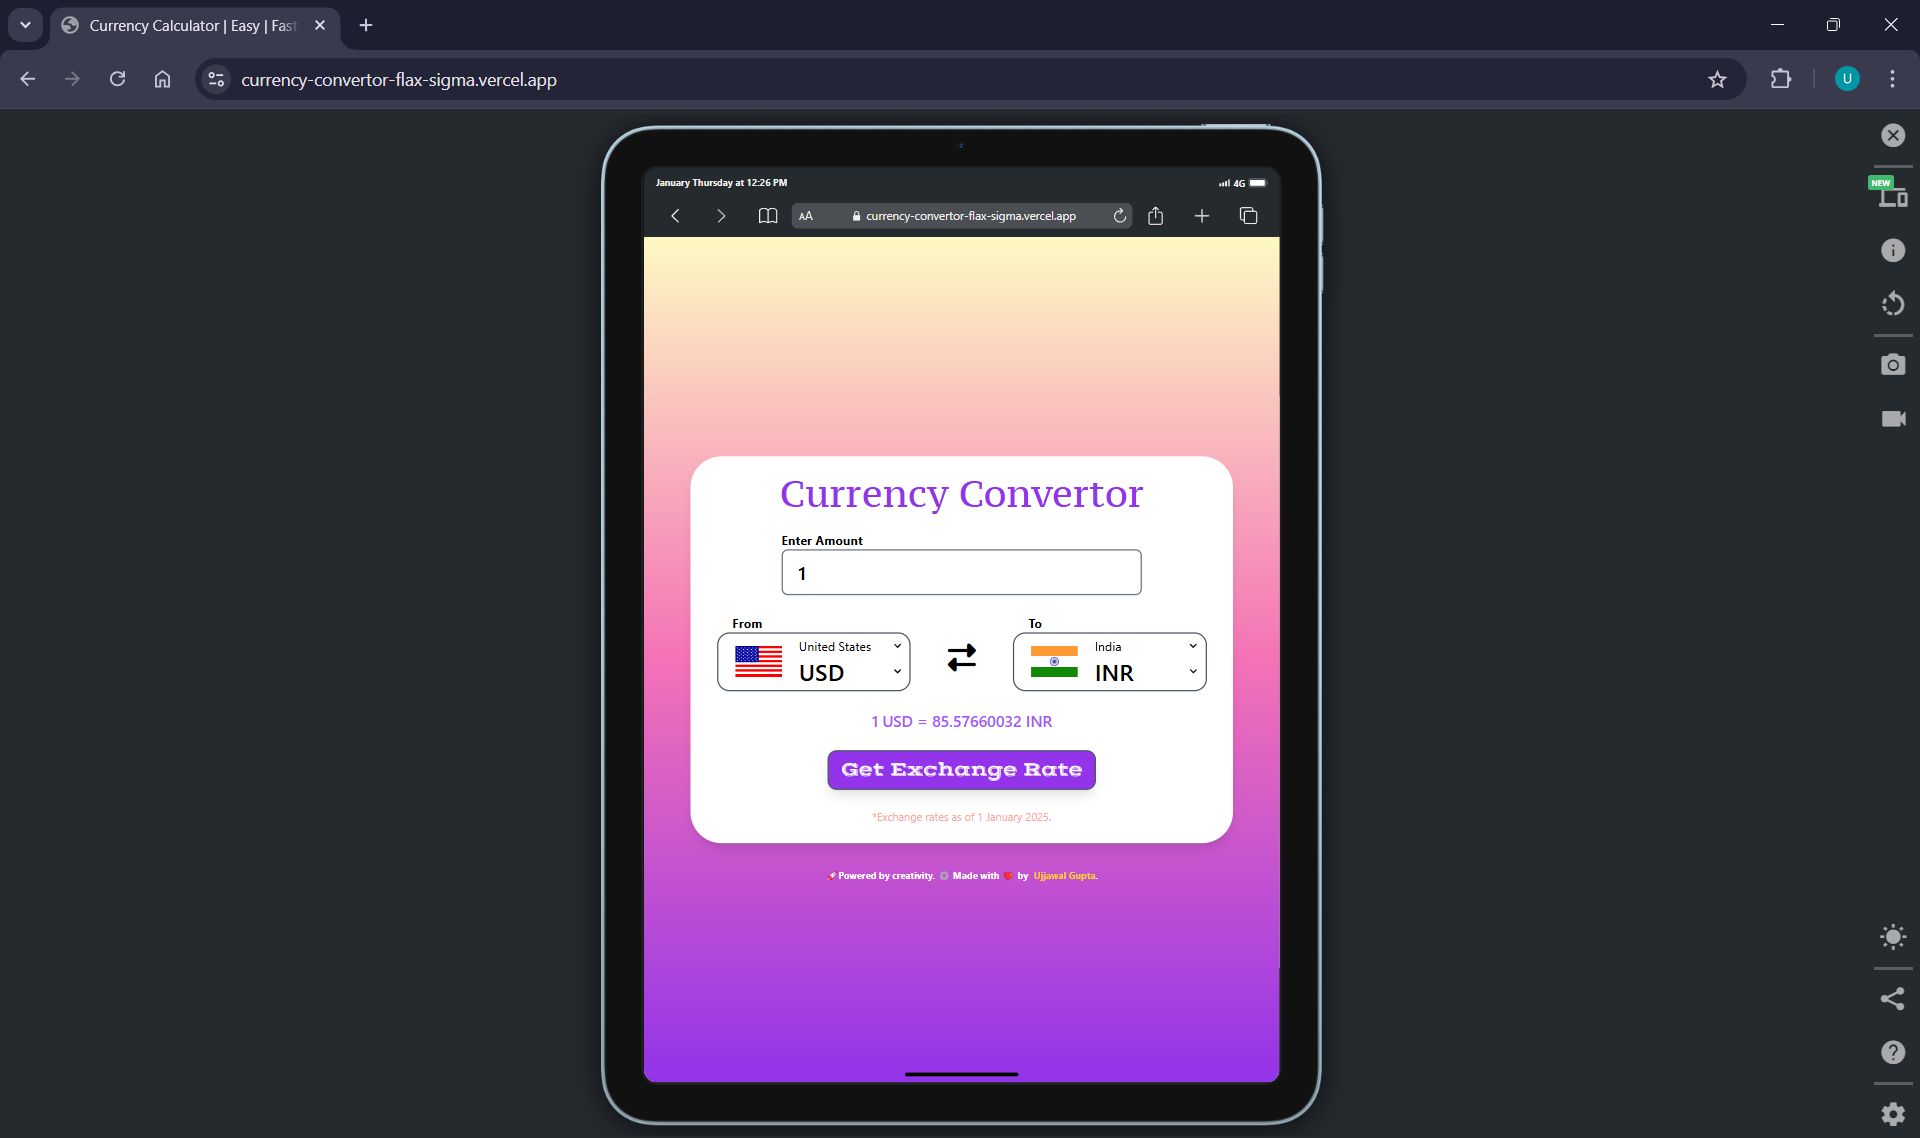 Currency Calculator | Easy | Fast
currency-convertor-flax-sigma.vercel.app
U
NEW
January Thursday at 12:26 PM
4G
AA
currency-convertor-flax-sigma.vercel.app
Currency Convertor
Enter Amount
1
From
To
United States
USD
India
INR
1 USD = 85.57660032 INR
Get Exchange Rate
*Exchange rates as of 1 January 2025.
🚀Powered by creativity. ⚙️ Made with ❤️ by Ujjawal Gupta.